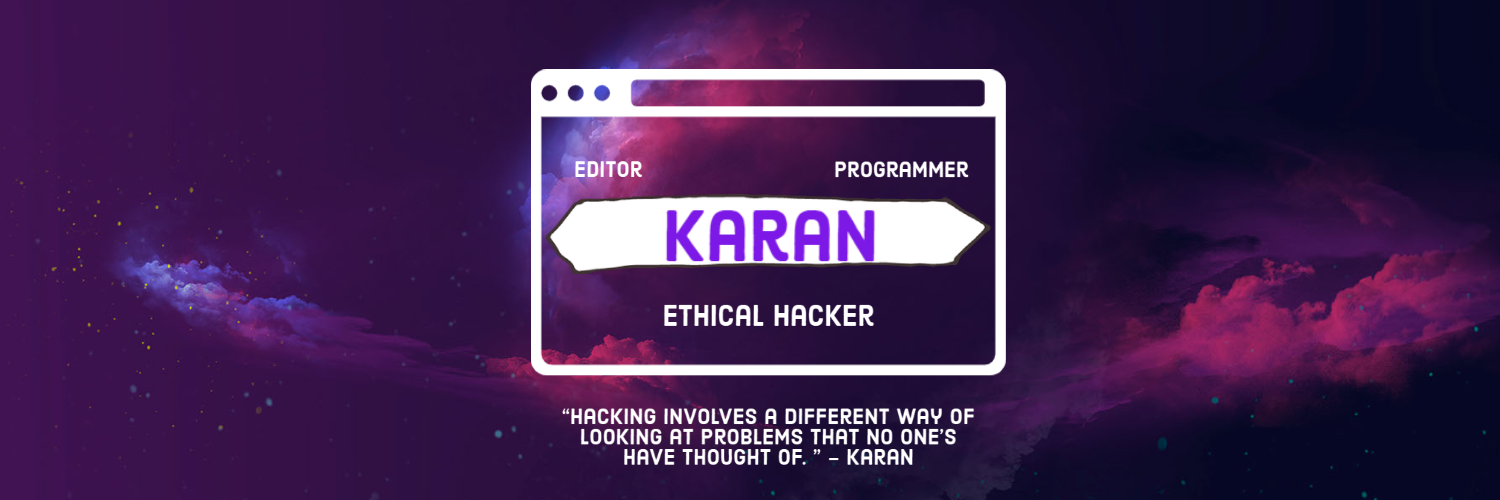 EDITOR
PROGRAMMER
KARAN
ETHICAL HACKER
“HACKING INVOLVES A DIFFERENT WAY OF
LOOKING AT PROBLEMS THAT NO ONE’S
HAVE THOUGHT OF. ” – KARAN